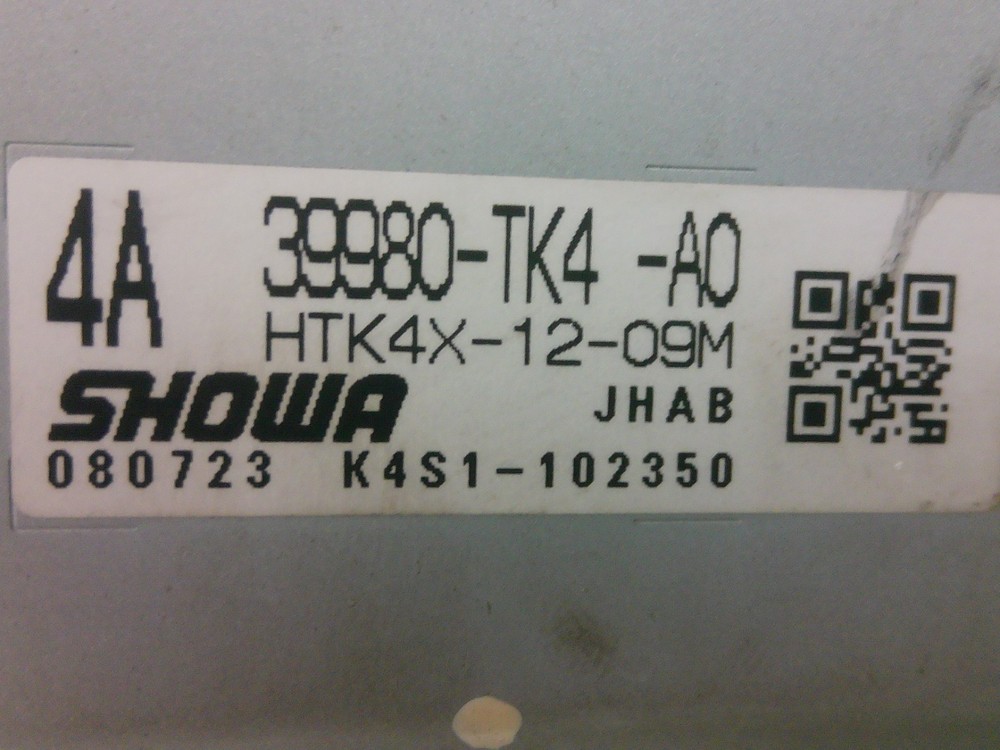 4A 39980-TK4 -A0
HTK4X-12-09M
SHOWA JHAB
080723 K4S1-102350